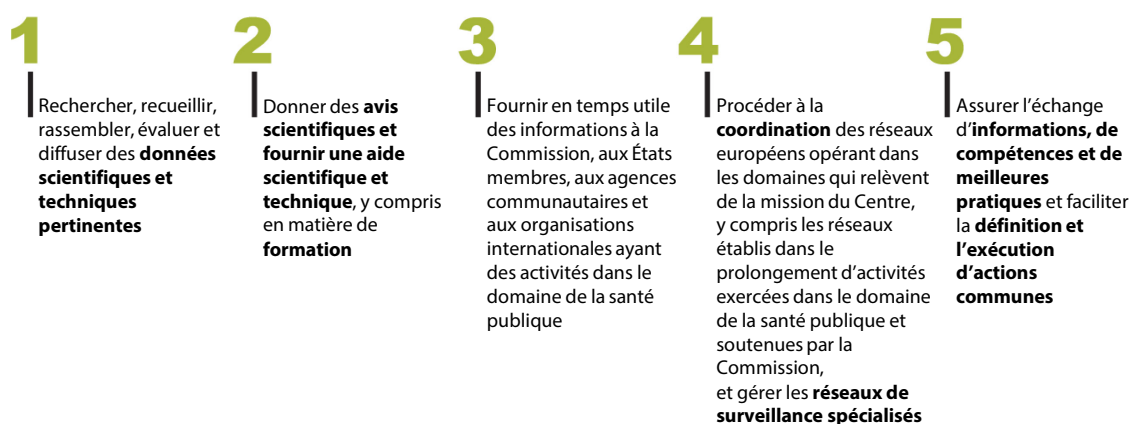 1
Rechercher, recueillir,
rassembler, évaluer et
diffuser des données
scientifiques et
techniques
pertinentes
2
Donner des avis
scientifiques et
fournir une aide
scientifique et
technique, y compris
en matière de
formation
3
Fournir en temps utile
des informations à la
Commission, aux États
membres, aux agences
communautaires et
aux organisations
internationales ayant
des activités dans le
domaine de la santé
publique
4
Procéder à la
coordination des réseaux
européens opérant dans
les domaines qui relèvent
de la mission du Centre,
y compris les réseaux
établis dans le
prolongement d’activités
exercées dans le domaine
de la santé publique et
soutenues par la
Commission,
et gérer les réseaux de
surveillance spécialisés
5
Assurer l’échange
d’informations, de
compétences et de
meilleures
pratiques et faciliter
la définition et
l’exécution
d’actions
communes